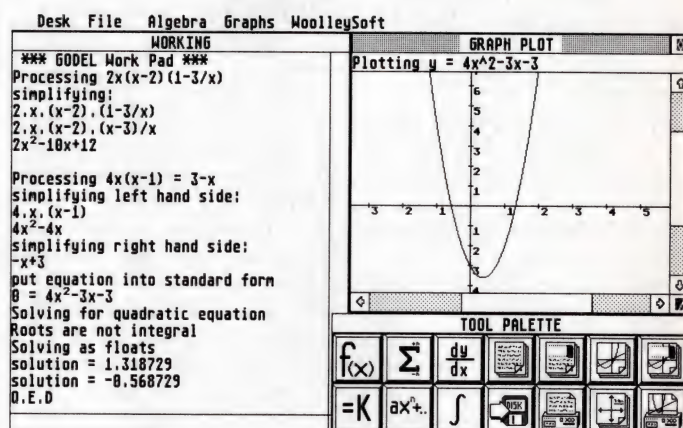 Desk File Algebra Graphs WoolleySoft
WORKING
*** GODEL Work Pad ***
Processing 2x(x-2)(1-3/x)
simplifying:
2.x.(x-2).(1-3/x)
2.x.(x-2).(x-3)/x
2x²-10x+12
Processing 4x(x-1) = 3-x
simplifying left hand side:
4.x.(x-1)
4x²-4x
simplifying right hand side:
-x+3
put equation into standard form
0 = 4x²-3x-3
Solving for quadratic equation
Roots are not integral
Solving as floats
solution = 1.318729
solution = -0.568729
Q.E.D
GRAPH PLOT
Plotting y = 4x^2-3x-3
6
5
4
3
2
1
3 2 1 1 2 3 4 5
1
2
3
4
TOOL PALETTE
f(x) Σ dy/dx
=K axⁿ+.. ∫ DISK